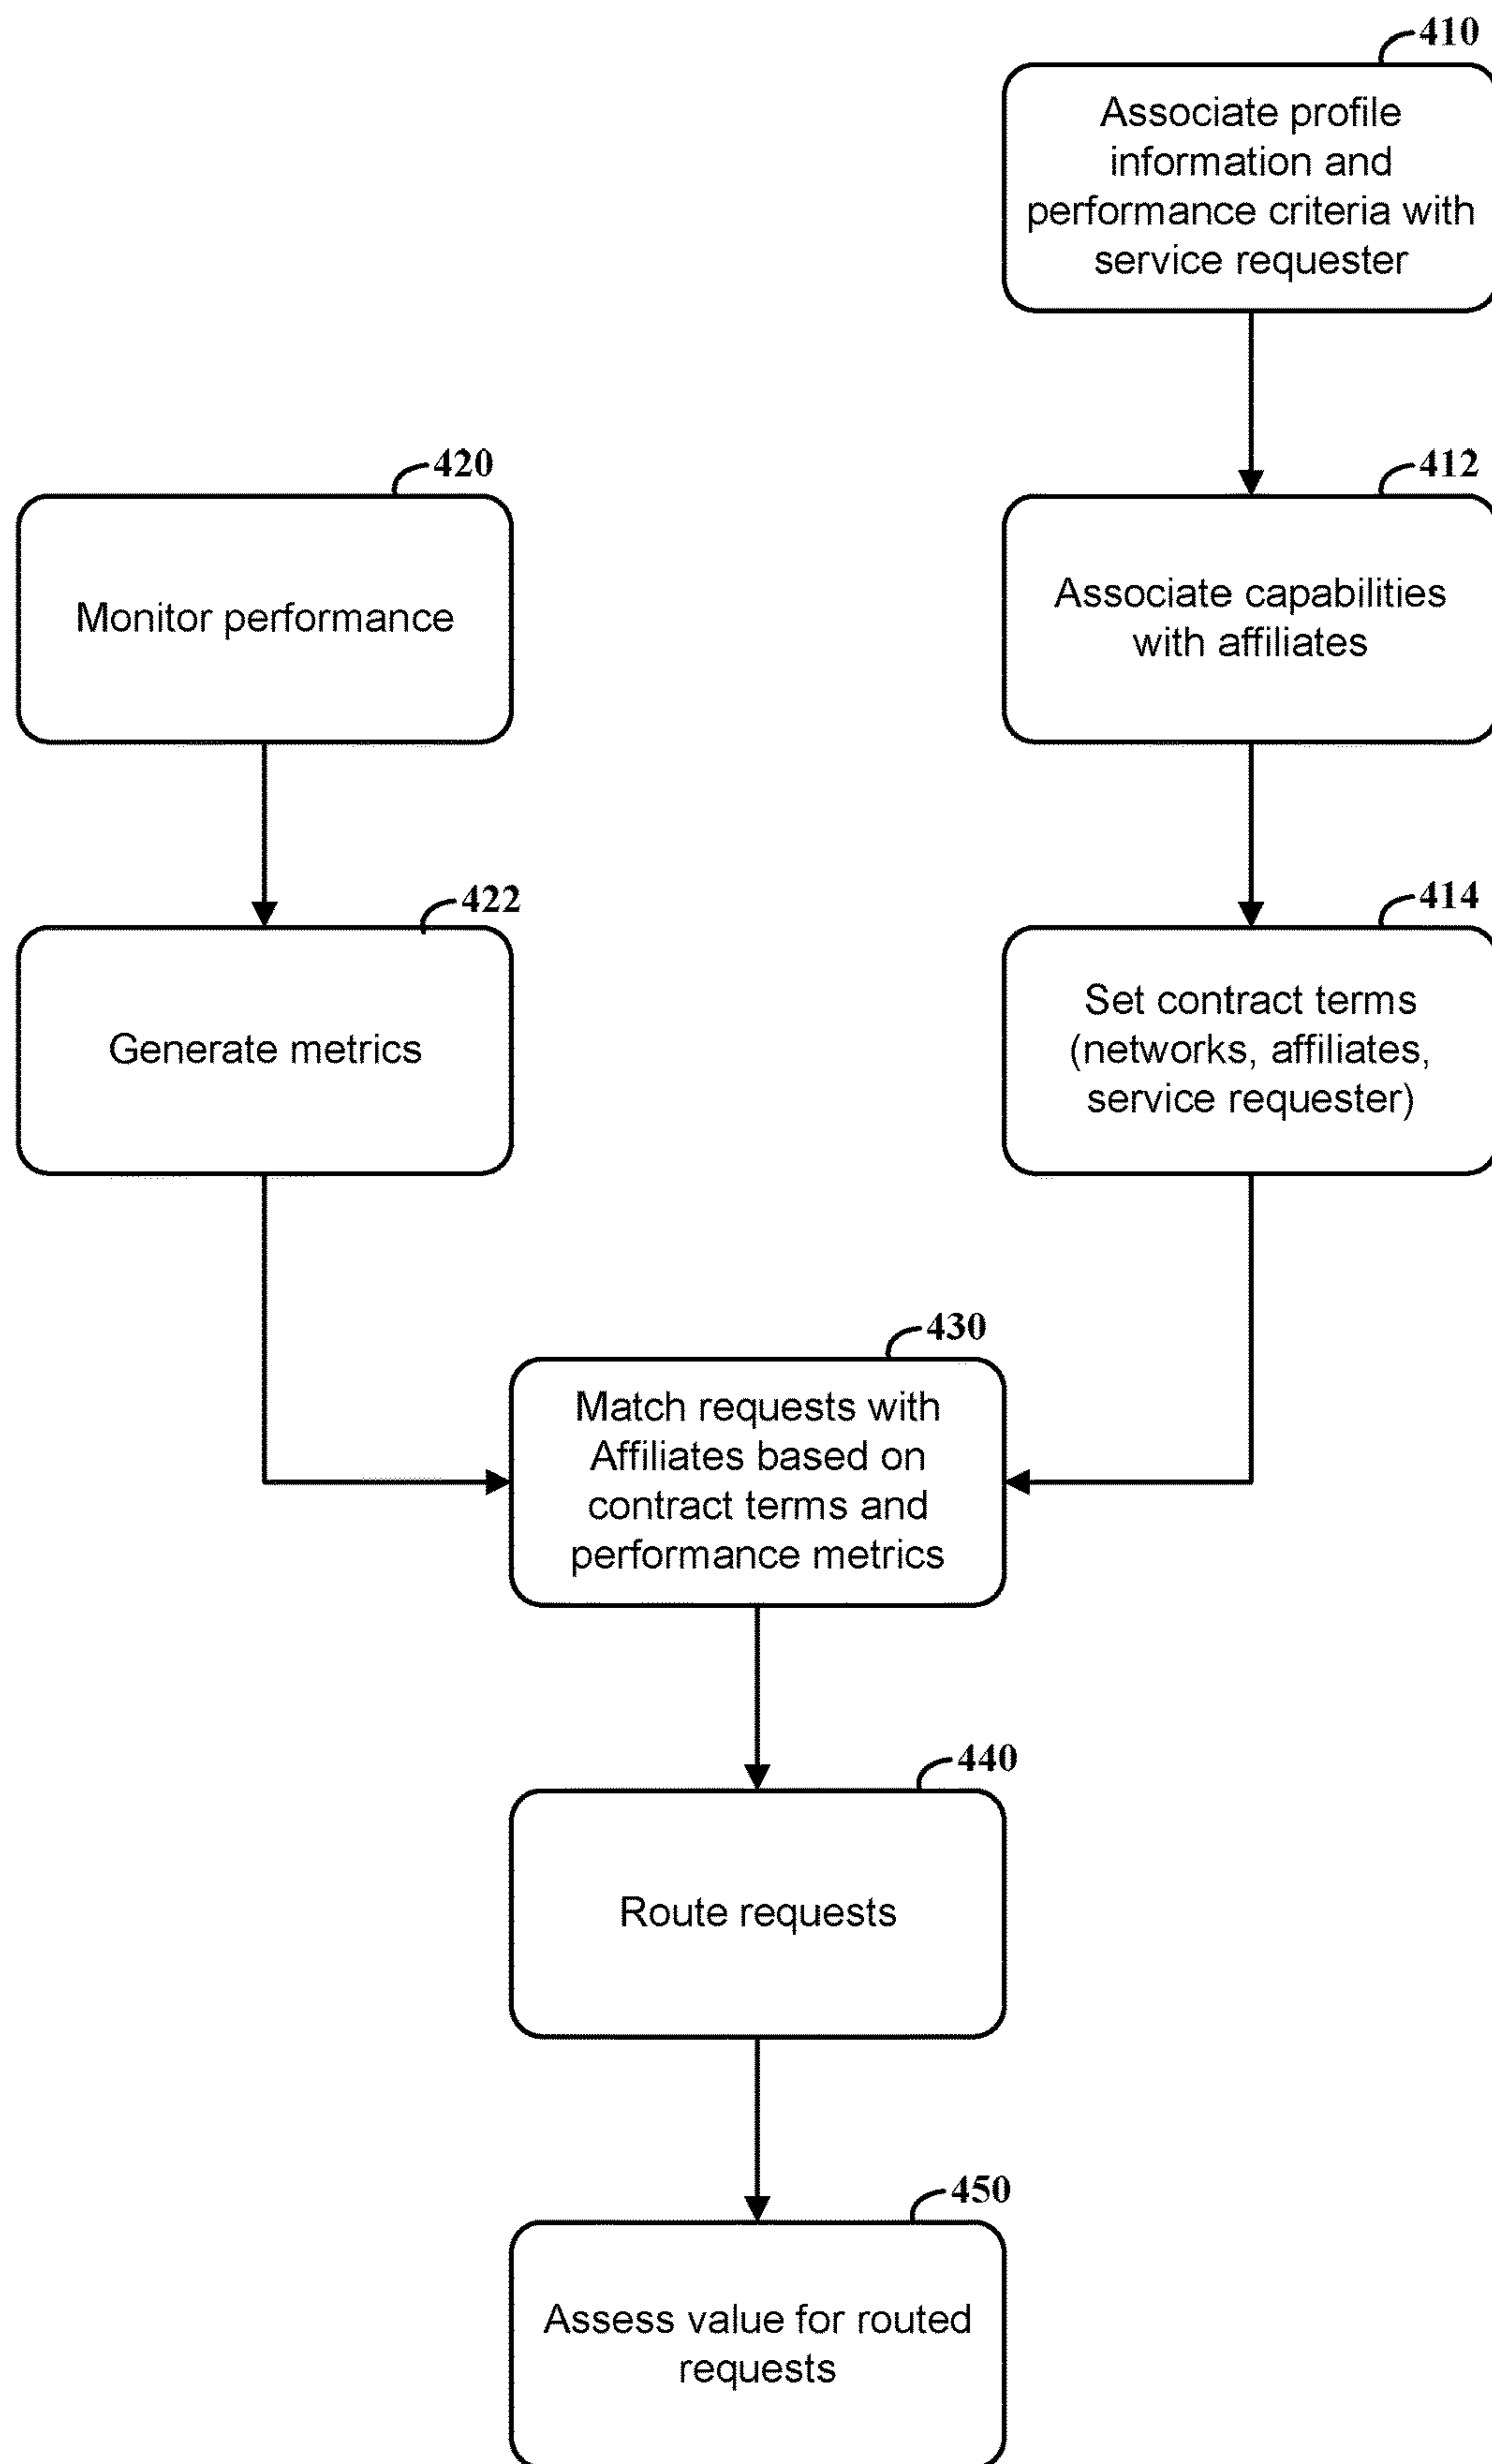 410
Associate profile
information and
performance criteria with
service requester
420
Monitor performance
412
Associate capabilities
with affiliates
422
Generate metrics
414
Set contract terms
(networks, affiliates,
service requester)
430
Match requests with
Affiliates based on
contract terms and
performance metrics
440
Route requests
450
Assess value for routed
requests